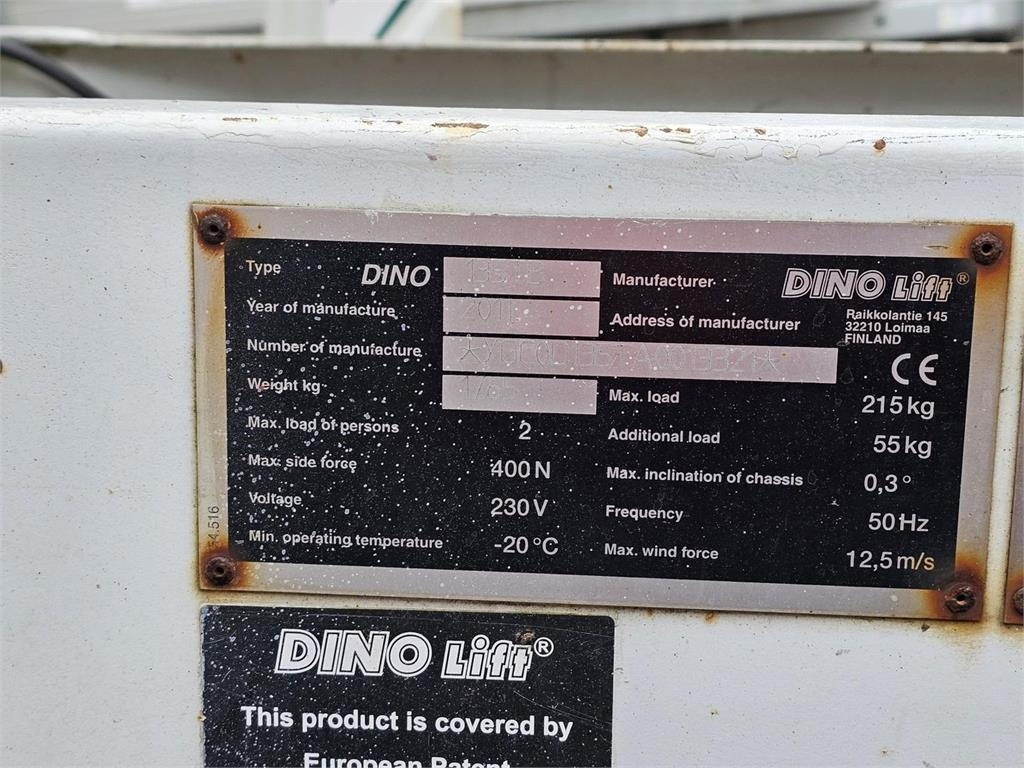 Type DINO
Manufacturer DINO Lift®
Year of manufacture 2011
Address of manufacturer Raikkolantie 145
32210 Loimaa
FINLAND
Number of manufacture
CE
Weight kg
Max. load 215 kg
Max. load of persons 2
Additional load 55 kg
Max. side force 400 N
Max. inclination of chassis 0,3°
Voltage 230 V
Frequency 50 Hz
Min. operating temperature -20 °C
Max. wind force 12,5 m/s
DINO Lift®
This product is covered by
European Patent